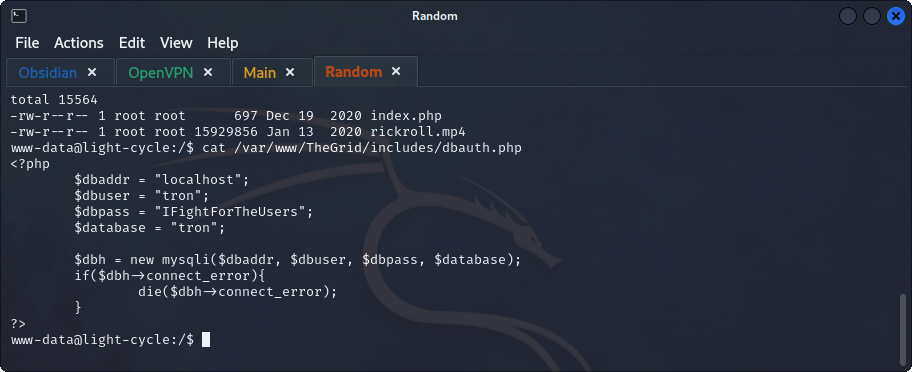 Random
File Actions Edit View Help
Obsidian × OpenVPN × Main × Random ×
total 15564
-rw-r--r-- 1 root root      697 Dec 19  2020 index.php
-rw-r--r-- 1 root root 15929856 Jan 13  2020 rickroll.mp4
www-data@light-cycle:/$ cat /var/www/TheGrid/includes/dbauth.php
<?php
        $dbaddr = "localhost";
        $dbuser = "tron";
        $dbpass = "IFightForTheUsers";
        $database = "tron";

        $dbh = new mysqli($dbaddr, $dbuser, $dbpass, $database);
        if($dbh->connect_error){
                die($dbh->connect_error);
        }
?>
www-data@light-cycle:/$